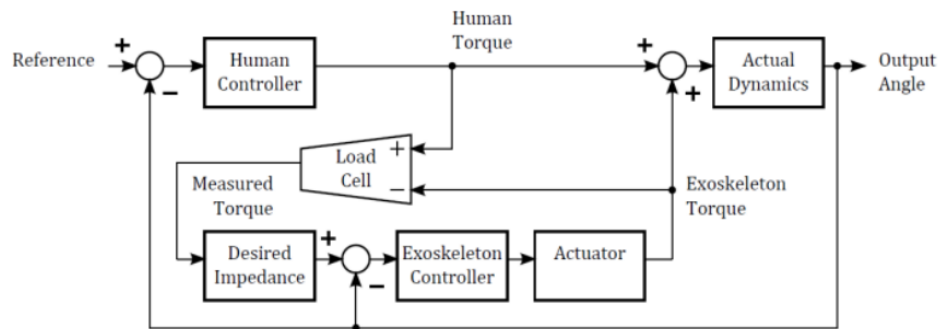 Human
Torque
+
Reference
−
Human
Controller
+
+
Actual
Dynamics
Output
Angle
Load
Cell
+
−
Measured
Torque
Exoskeleton
Torque
Desired
Impedance
+
−
Exoskeleton
Controller
Actuator